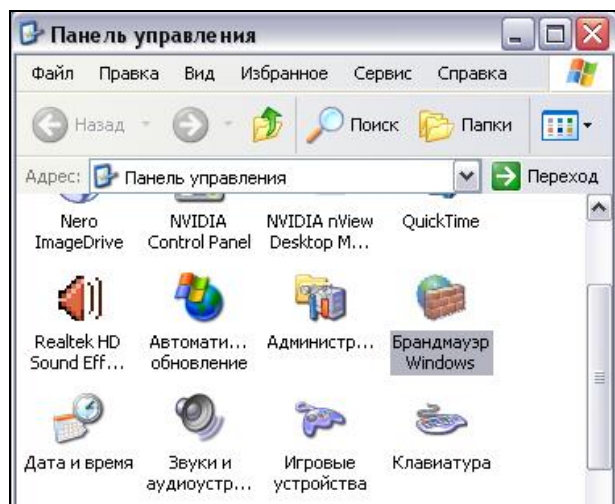 Панель управления
Файл Правка Вид Избранное Сервис Справка
Назад Поиск Папки
Адрес: Панель управления Переход
Nero ImageDrive
NVIDIA Control Panel
NVIDIA nView Desktop M...
QuickTime
Realtek HD Sound Eff...
Автомати... обновление
Администр...
Брандмауэр Windows
Дата и время
Звуки и аудиоустр...
Игровые устройства
Клавиатура